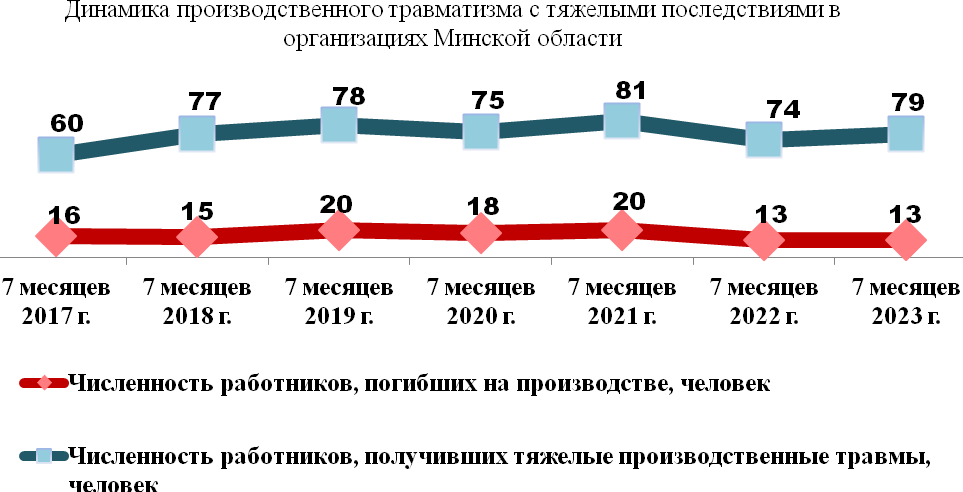 Динамика производственного травматизма с тяжелыми последствиями в
организациях Минской области
60 77 78 75 81 74 79
16 15 20 18 20 13 13
7 месяцев 7 месяцев 7 месяцев 7 месяцев 7 месяцев 7 месяцев 7 месяцев
2017 г. 2018 г. 2019 г. 2020 г. 2021 г. 2022 г. 2023 г.
Численность работников, погибших на производстве, человек
Численность работников, получивших тяжелые производственные травмы,
человек